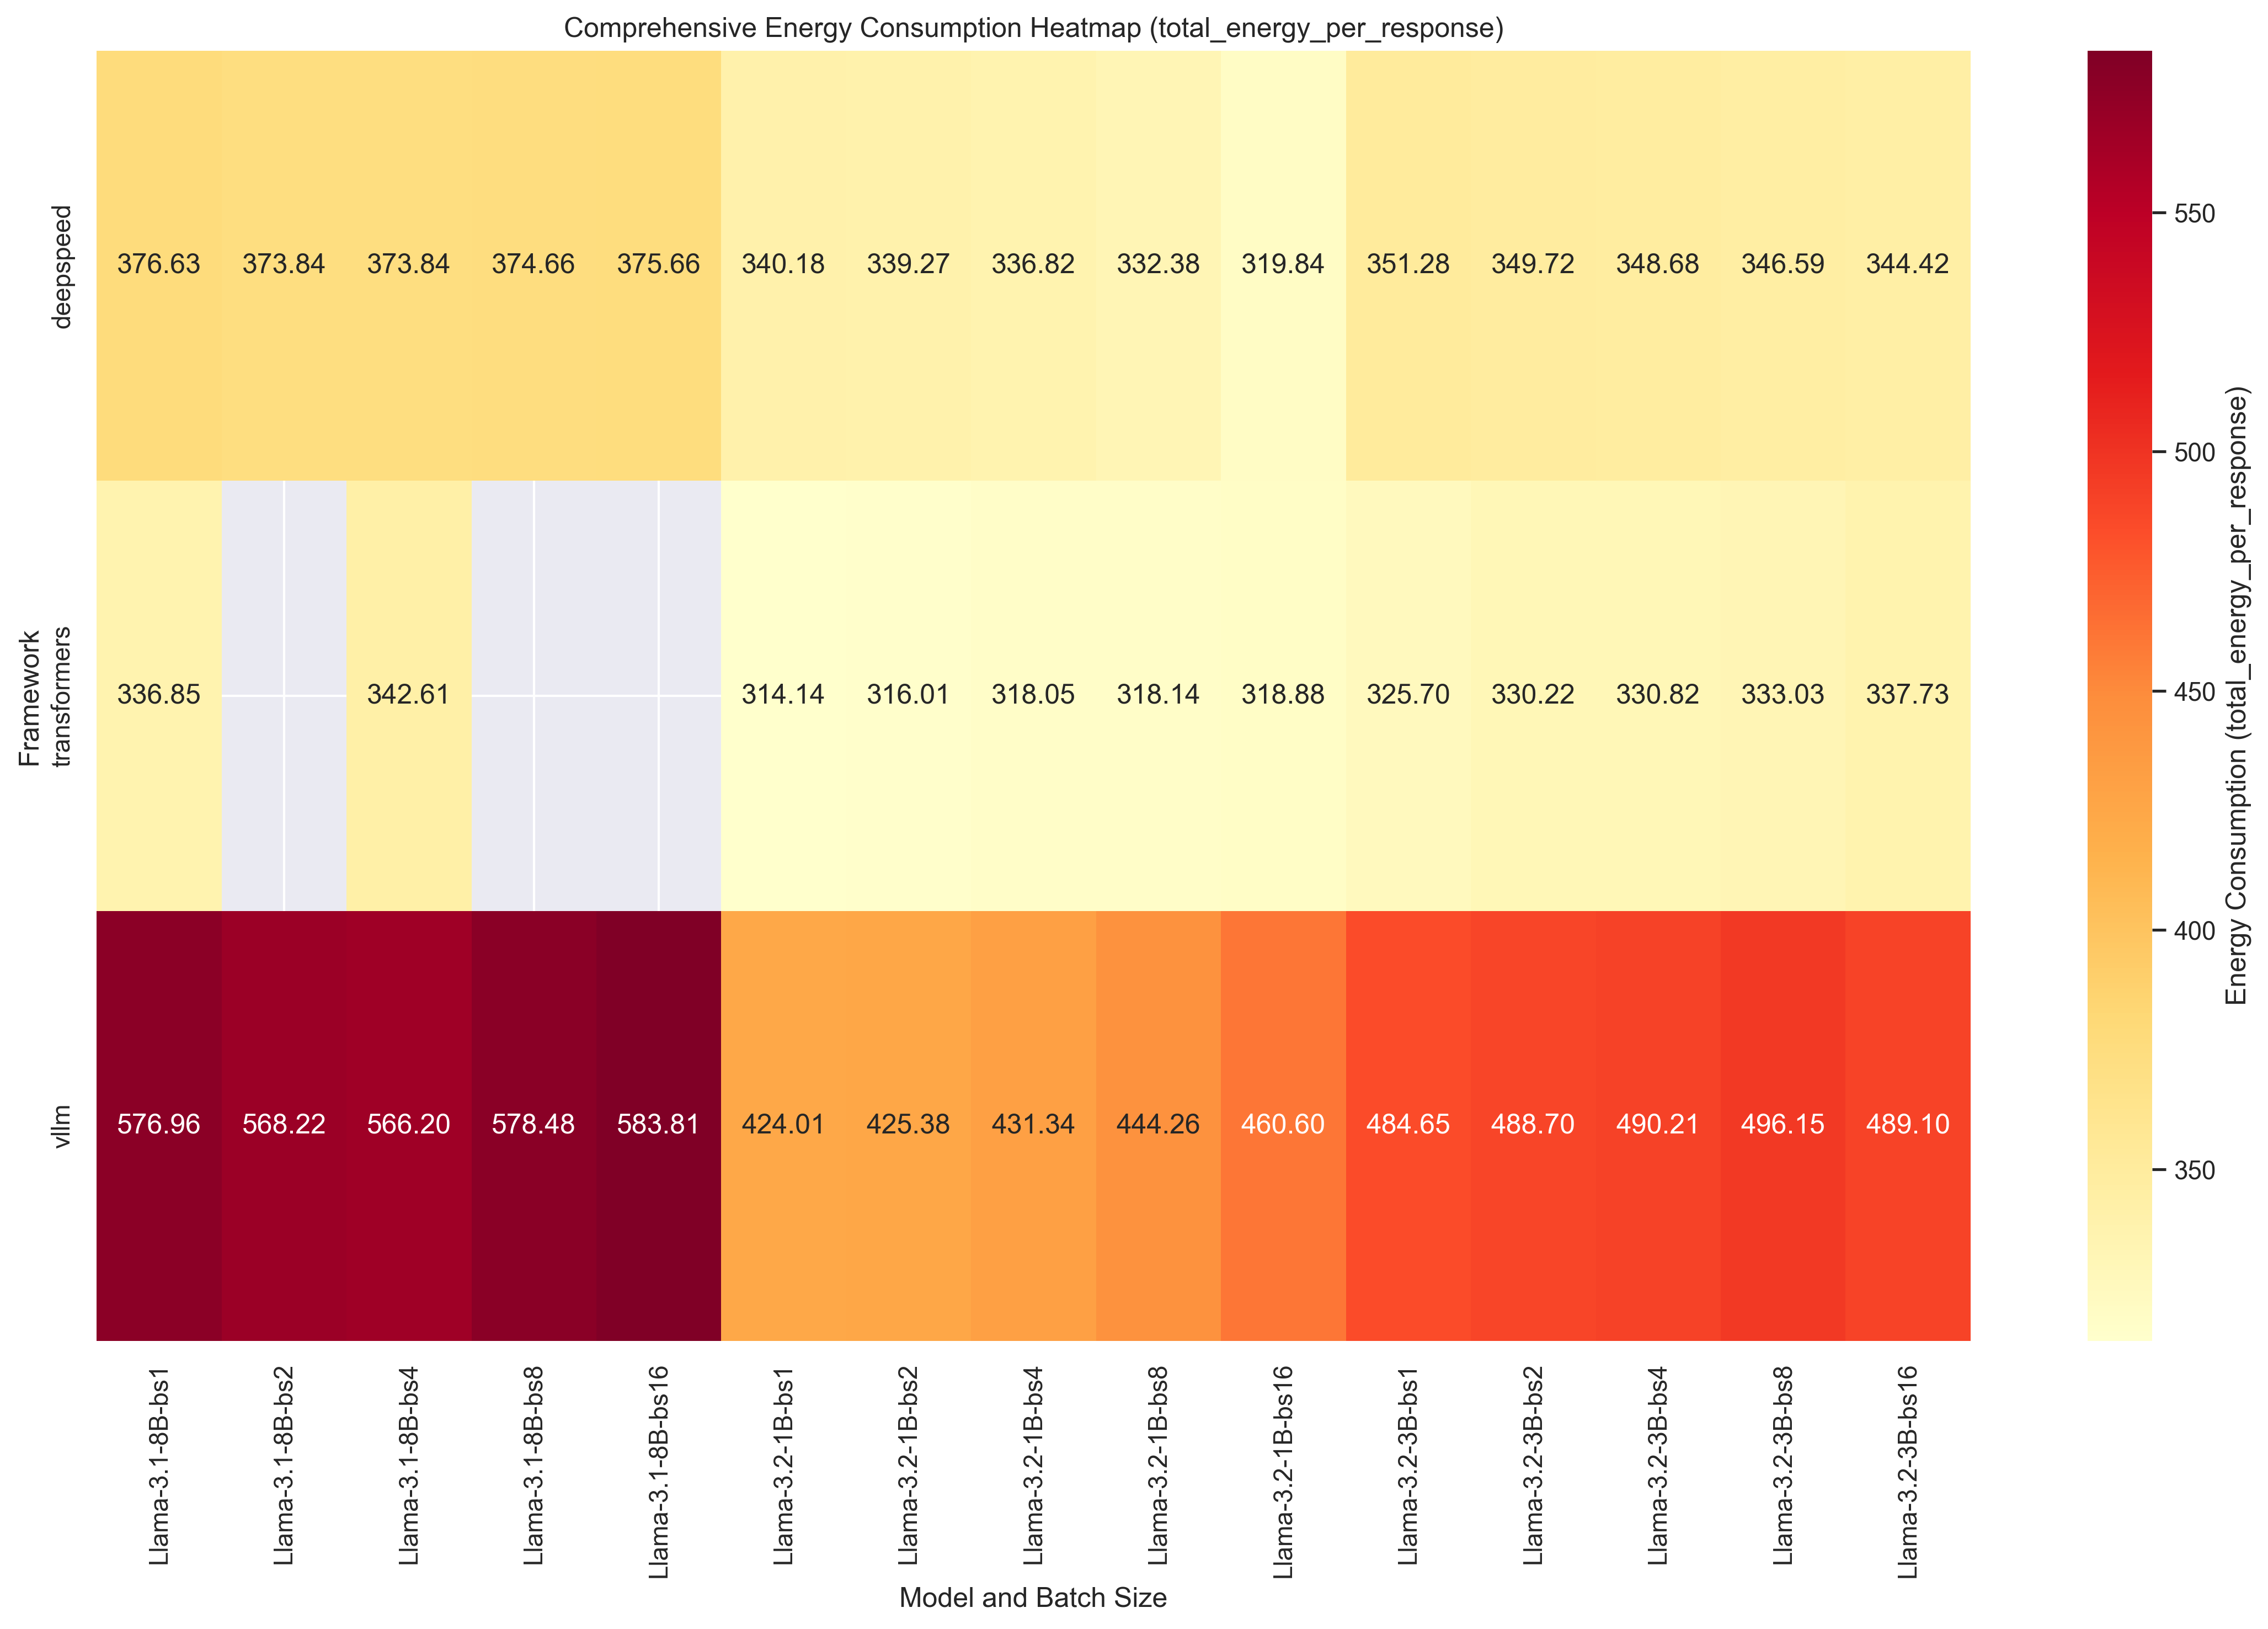 Comprehensive Energy Consumption Heatmap (total_energy_per_response)
Framework
deepspeed
376.63 373.84 373.84 374.66 375.66 340.18 339.27 336.82 332.38 319.84 351.28 349.72 348.68 346.59 344.42
transformers
336.85 342.61 314.14 316.01 318.05 318.14 318.88 325.70 330.22 330.82 333.03 337.73
vllm
576.96 568.22 566.20 578.48 583.81 424.01 425.38 431.34 444.26 460.60 484.65 488.70 490.21 496.15 489.10
Llama-3.1-8B-bs1
Llama-3.1-8B-bs2
Llama-3.1-8B-bs4
Llama-3.1-8B-bs8
Llama-3.1-8B-bs16
Llama-3.2-1B-bs1
Llama-3.2-1B-bs2
Llama-3.2-1B-bs4
Llama-3.2-1B-bs8
Llama-3.2-1B-bs16
Llama-3.2-3B-bs1
Llama-3.2-3B-bs2
Llama-3.2-3B-bs4
Llama-3.2-3B-bs8
Llama-3.2-3B-bs16
Model and Batch Size
550
500
450
400
350
Energy Consumption (total_energy_per_response)